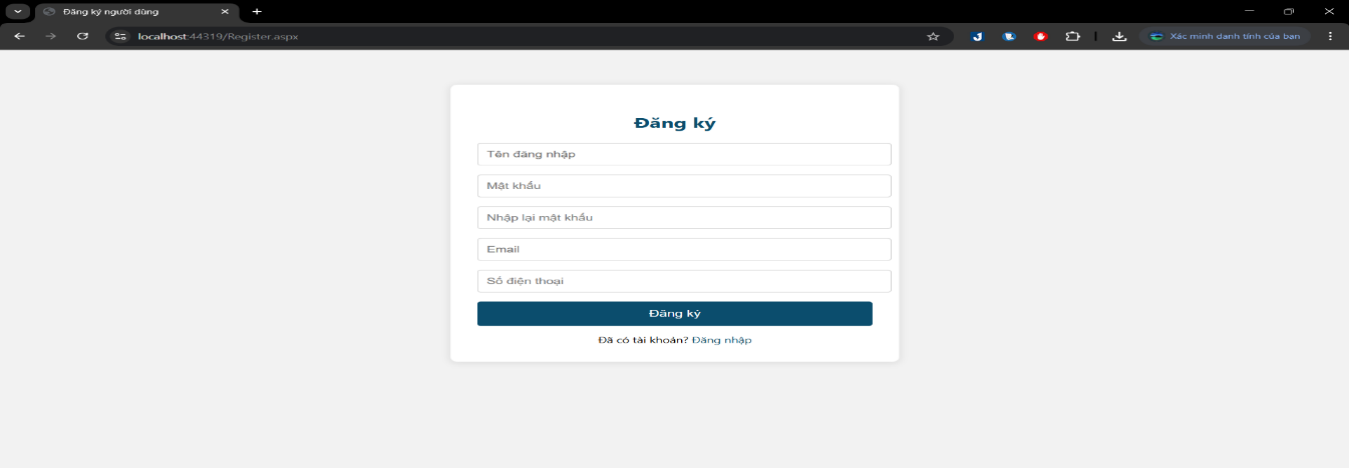 Đăng ký người dùng
localhost:44319/Register.aspx
Xác minh danh tính của bạn
Đăng ký
Tên đăng nhập
Mật khẩu
Nhập lại mật khẩu
Email
Số điện thoại
Đăng ký
Đã có tài khoản? Đăng nhập